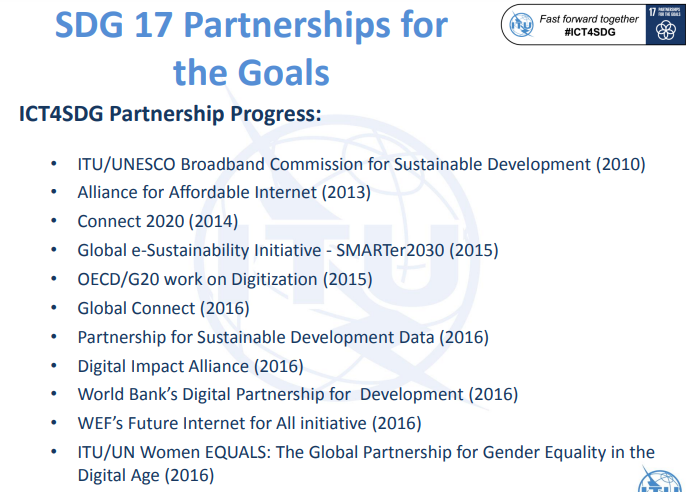 SDG 17 Partnerships for
the Goals
ITU
Fast forward together
#ICT4SDG
17 PARTNERSHIPS
FOR THE GOALS
ICT4SDG Partnership Progress:
• ITU/UNESCO Broadband Commission for Sustainable Development (2010)
• Alliance for Affordable Internet (2013)
• Connect 2020 (2014)
• Global e-Sustainability Initiative - SMARTer2030 (2015)
• OECD/G20 work on Digitization (2015)
• Global Connect (2016)
• Partnership for Sustainable Development Data (2016)
• Digital Impact Alliance (2016)
• World Bank’s Digital Partnership for  Development (2016)
• WEF’s Future Internet for All initiative (2016)
• ITU/UN Women EQUALS: The Global Partnership for Gender Equality in the
Digital Age (2016)
ITU
ITU